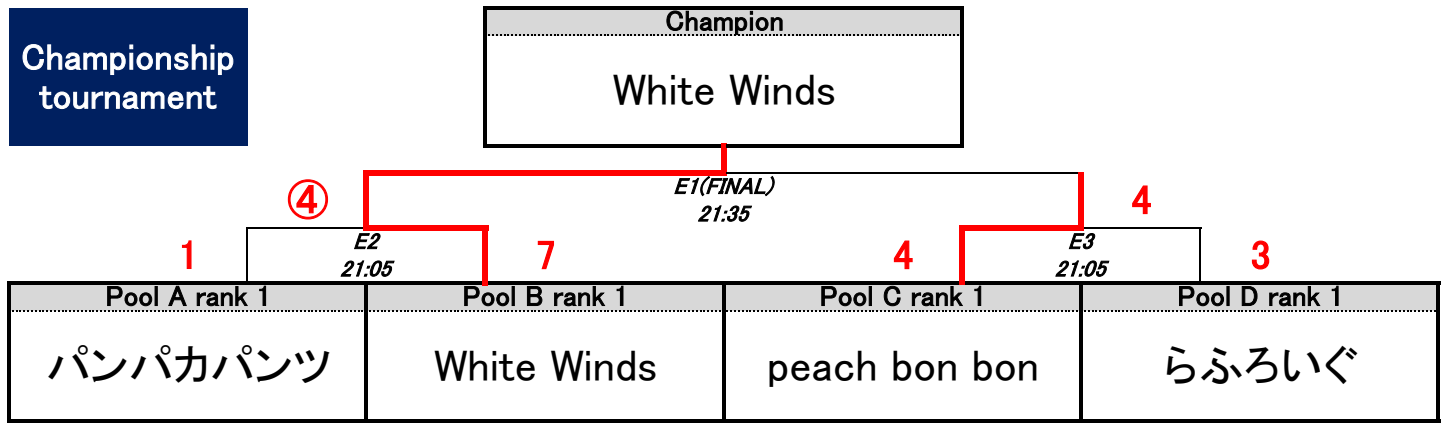 Championship
tournament
Champion
White Winds
E1(FINAL)
21:35
④
4
E2
21:05
E3
21:05
1
7
4
3
Pool A rank 1
Pool B rank 1
Pool C rank 1
Pool D rank 1
パンパカパンツ
White Winds
peach bon bon
らふろいぐ